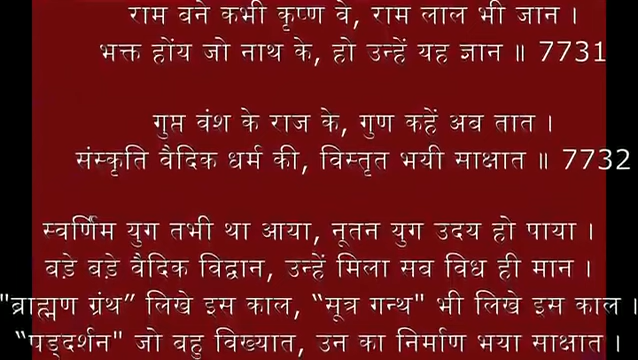 राम वने कभी कृष्ण वे, राम लाल भी जान ।
भक्त होंय जो नाथ के, हो उन्हें यह ज्ञान ॥ 7731
गुप्त वंश के राज के, गुण कहें अब तात ।
संस्कृति वैदिक धर्म की, विस्तृत भयी साक्षात ॥ 7732
स्वर्णिम युग तभी था आया, नूतन युग उदय हो पाया ।
बड़े बड़े वैदिक विद्वान, उन्हें मिला सब विध ही मान ।
"ब्राह्मण ग्रंथ” लिखे इस काल, “सूत्र गन्थ" भी लिखे इस काल ।
“षड्दर्शन" जो बहु विख्यात, उन का निर्माण भया साक्षात ।